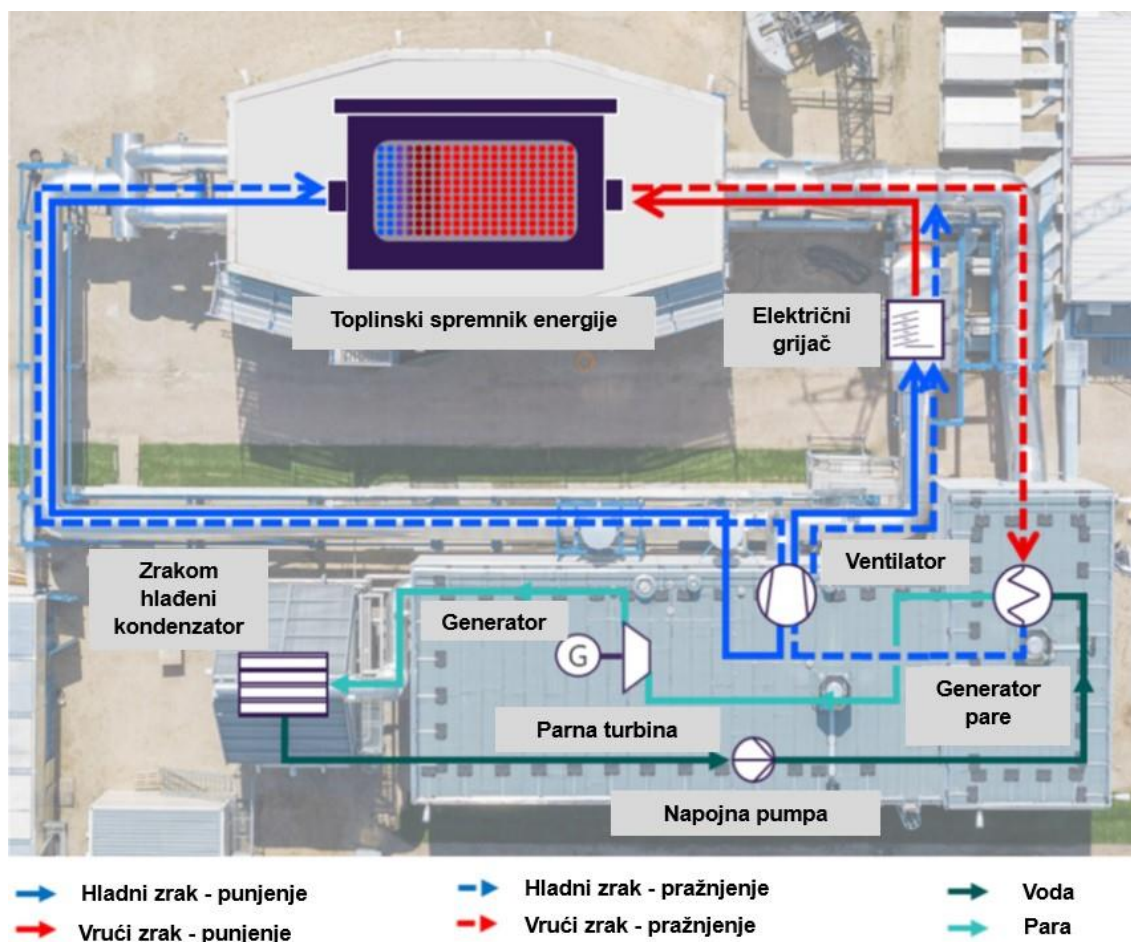 Toplinski spremnik energije
Električni
grijač
Zrakom
hlađeni
kondenzator
Generator
Ventilator
G
Parna turbina
Generator
pare
Napojna pumpa
Hladni zrak - punjenje
Hladni zrak - pražnjenje
Voda
Vrući zrak - punjenje
Vrući zrak - pražnjenje
Para